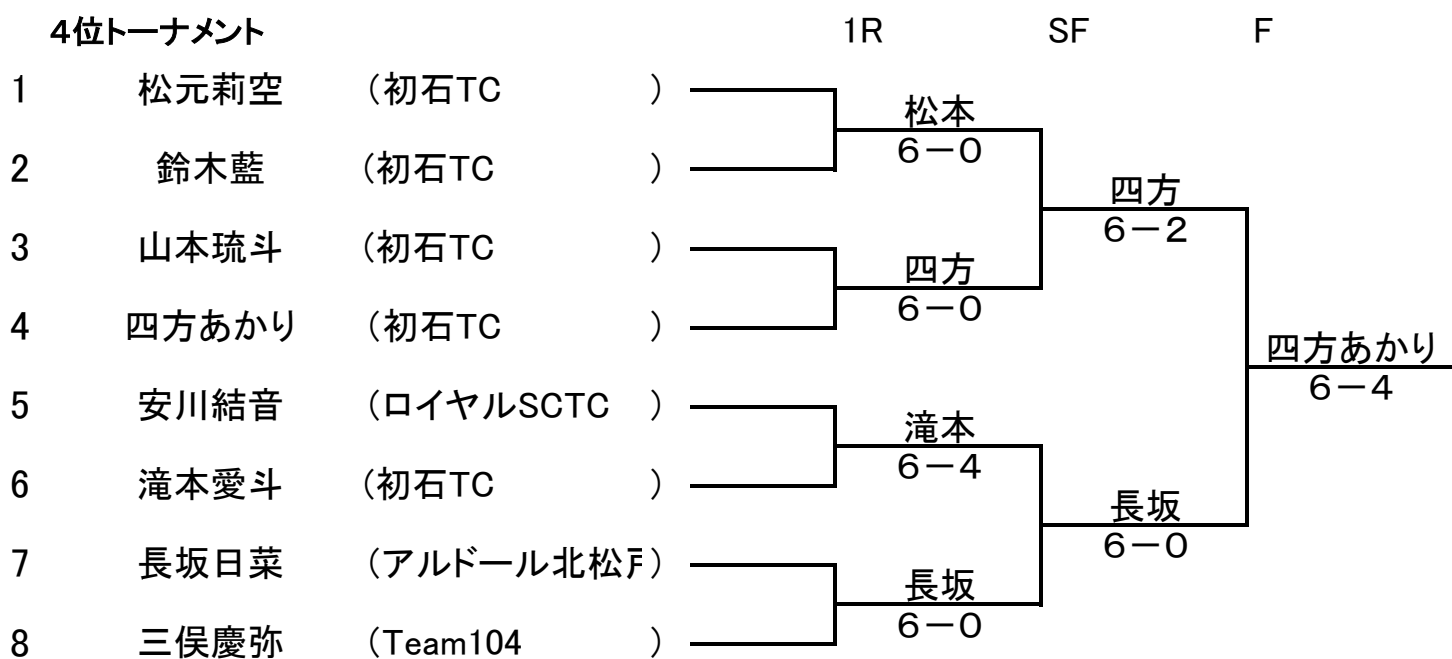 ４位トーナメント 1R SF F
1 松元莉空 （初石TC ）
松本
６－０
2 鈴木藍 （初石TC ）
四方
６－２
3 山本琉斗 （初石TC ）
四方
６－０
4 四方あかり （初石TC ）
四方あかり
６－４
5 安川結音 （ロイヤルSCTC ）
滝本
６－４
6 滝本愛斗 （初石TC ）
長坂
６－０
7 長坂日菜 （アルドール北松戸）
長坂
６－０
8 三俣慶弥 （Team104 ）